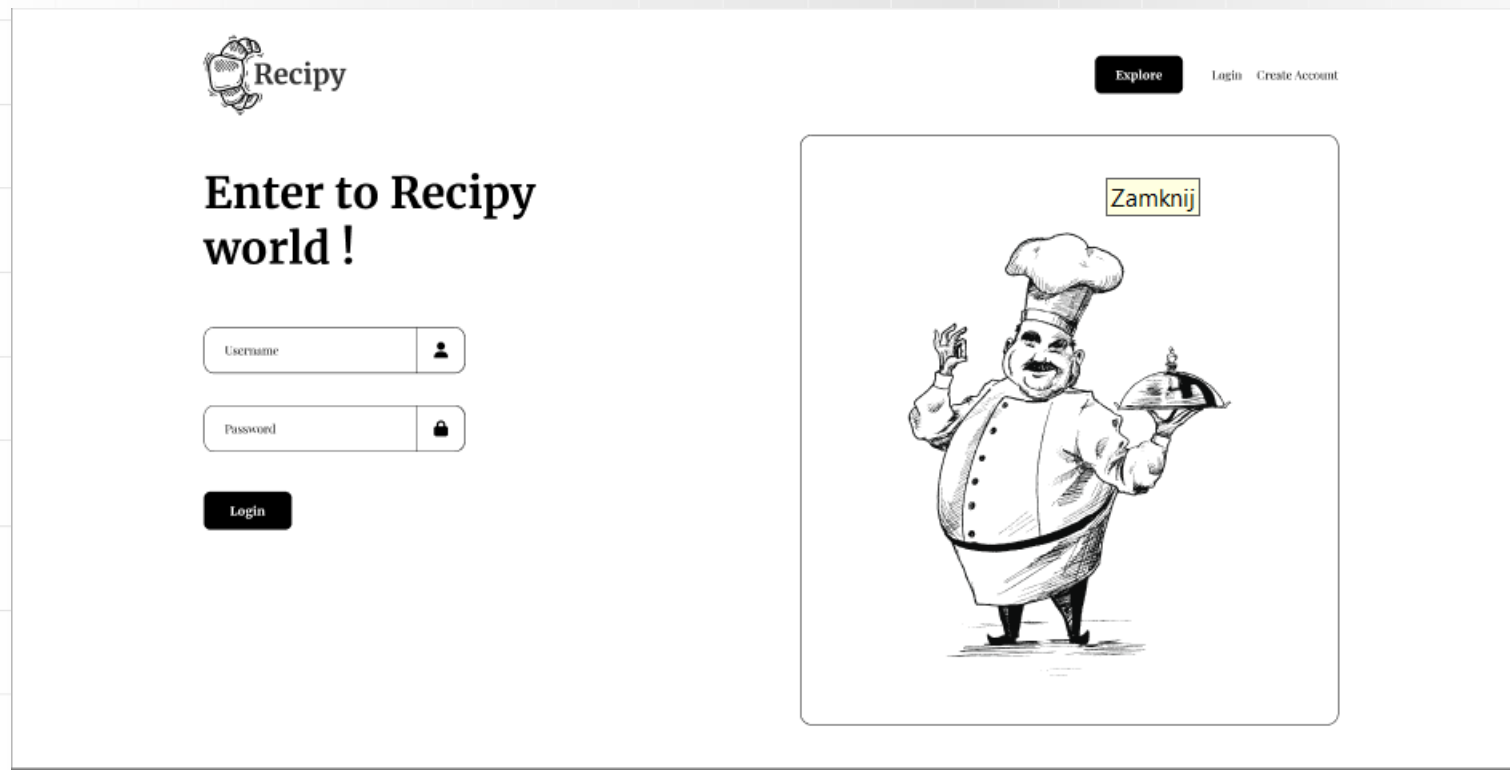 Recipy
Explore
Login
Create Account
Enter to Recipy
world !
Zamknij
Username
Password
Login